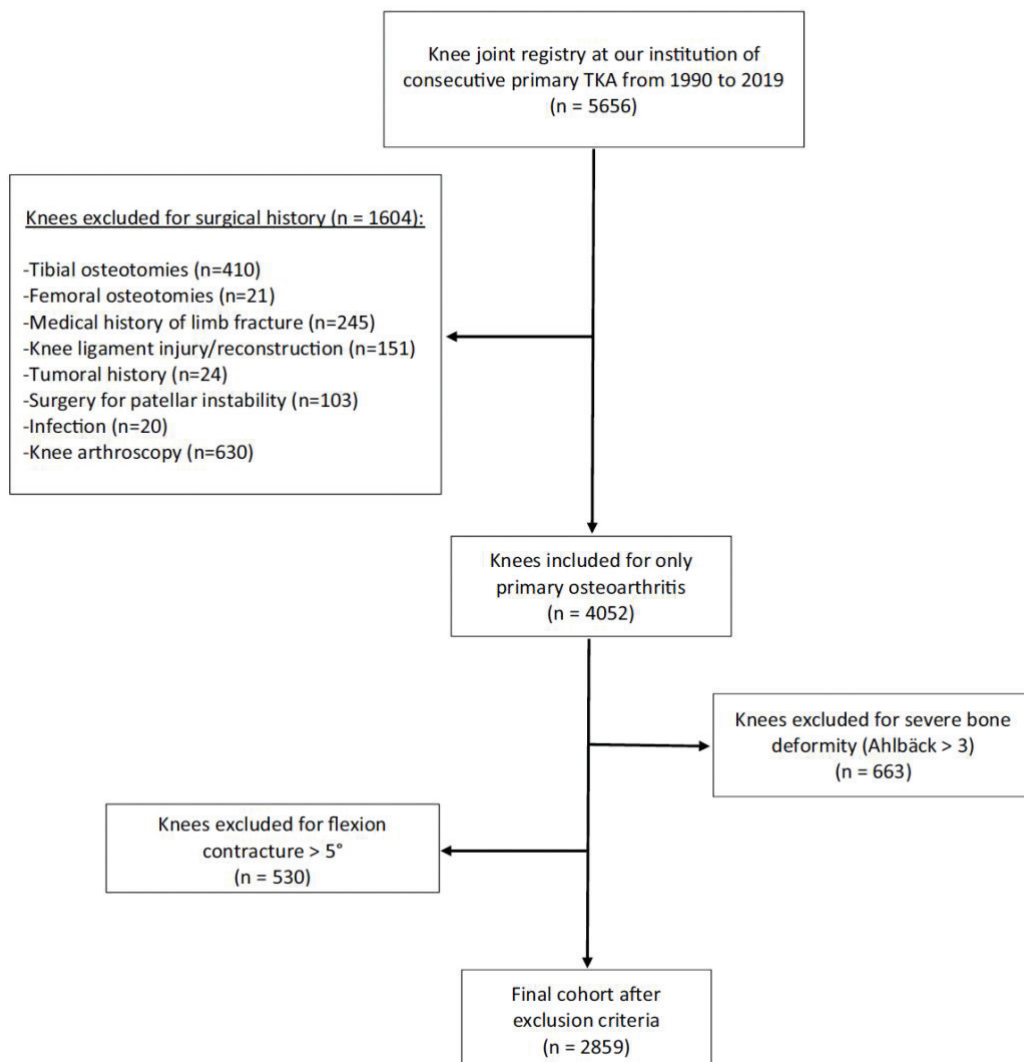 Knee joint registry at our institution of
consecutive primary TKA from 1990 to 2019
(n = 5656)
Knees excluded for surgical history (n = 1604):
-Tibial osteotomies (n=410)
-Femoral osteotomies (n=21)
-Medical history of limb fracture (n=245)
-Knee ligament injury/reconstruction (n=151)
-Tumoral history (n=24)
-Surgery for patellar instability (n=103)
-Infection (n=20)
-Knee arthroscopy (n=630)
Knees included for only
primary osteoarthritis
(n = 4052)
Knees excluded for severe bone
deformity (Ahlbäck > 3)
(n = 663)
Knees excluded for flexion
contracture > 5°
(n = 530)
Final cohort after
exclusion criteria
(n = 2859)